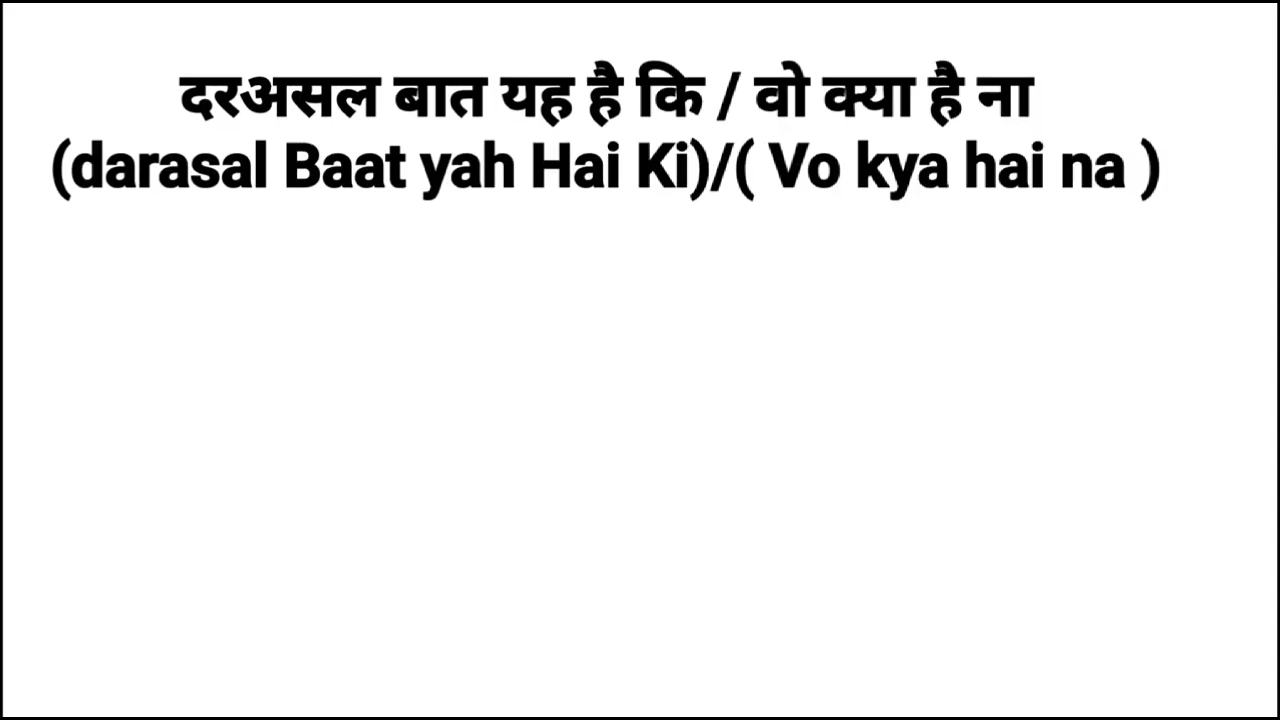 दरअसल बात यह है कि / वो क्या है ना
(darasal Baat yah Hai Ki)/( Vo kya hai na )